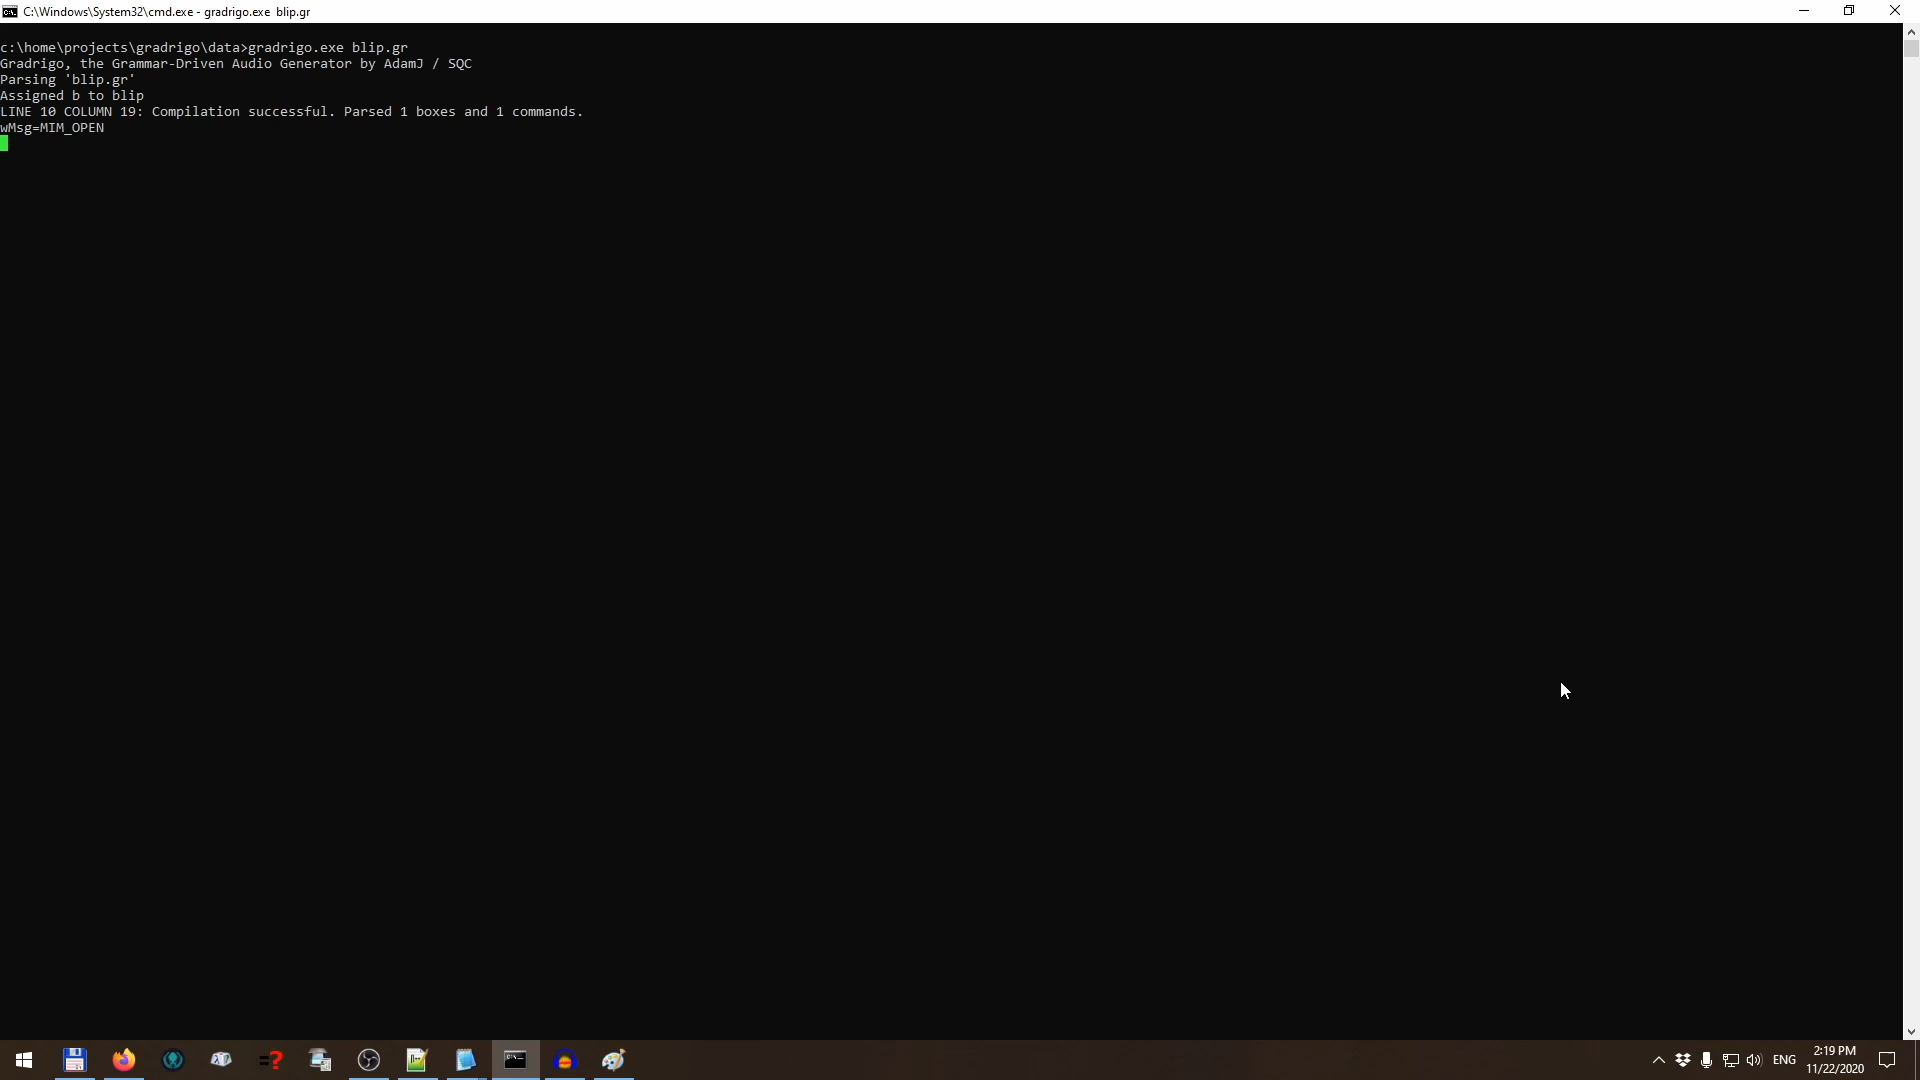 C:\Windows\System32\cmd.exe - gradrigo.exe  blip.gr
c:\home\projects\gradrigo\data>gradrigo.exe blip.gr
Gradrigo, the Grammar-Driven Audio Generator by AdamJ / SQC
Parsing 'blip.gr'
Assigned b to blip
LINE 10 COLUMN 19: Compilation successful. Parsed 1 boxes and 1 commands.
wMsg=MIM_OPEN
=?
ENG
2:19 PM
11/22/2020